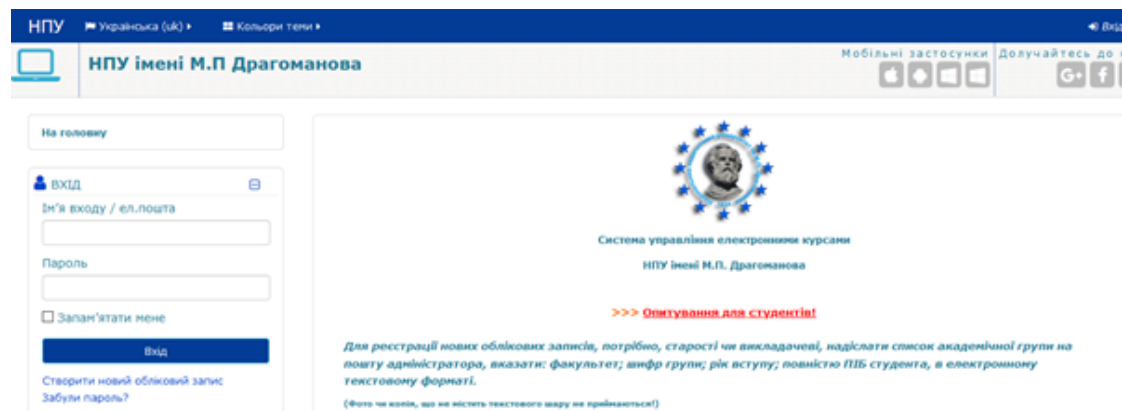 НПУ Українська (uk) Кольори теми
НПУ імені М.П Драгоманова
Мобільні застосунки
Долучайтесь до
На головну
ВХІД
Ім'я входу / ел.пошта
Пароль
Запам'ятати мене
Вхід
Створити новий обліковий запис
Забули пароль?
Система управління електронними курсами
НПУ імені М.П. Драгоманова
>>> Опитування для студентів!
Для реєстрації нових облікових записів, потрібно, старості чи викладачеві, надіслати список академічної групи на
пошту адміністратора, вказати: факультет; шифр групи; рік вступу; повністю ПІБ студента, в електронному
текстовому форматі.
(Фото чи копія, що не містить текстового шару не приймаються!)